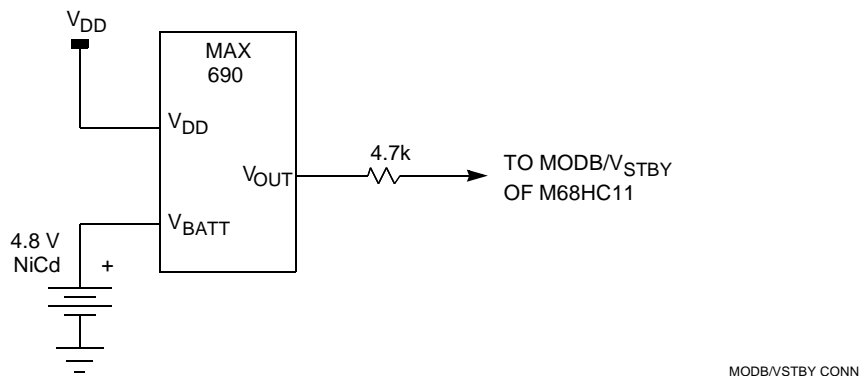 VDD
MAX
690
VDD
4.7k
TO MODB/VSTBY
VOUT
OF M68HC11
VBATT
4.8 V
NiCd
+
MODB/VSTBY CONN